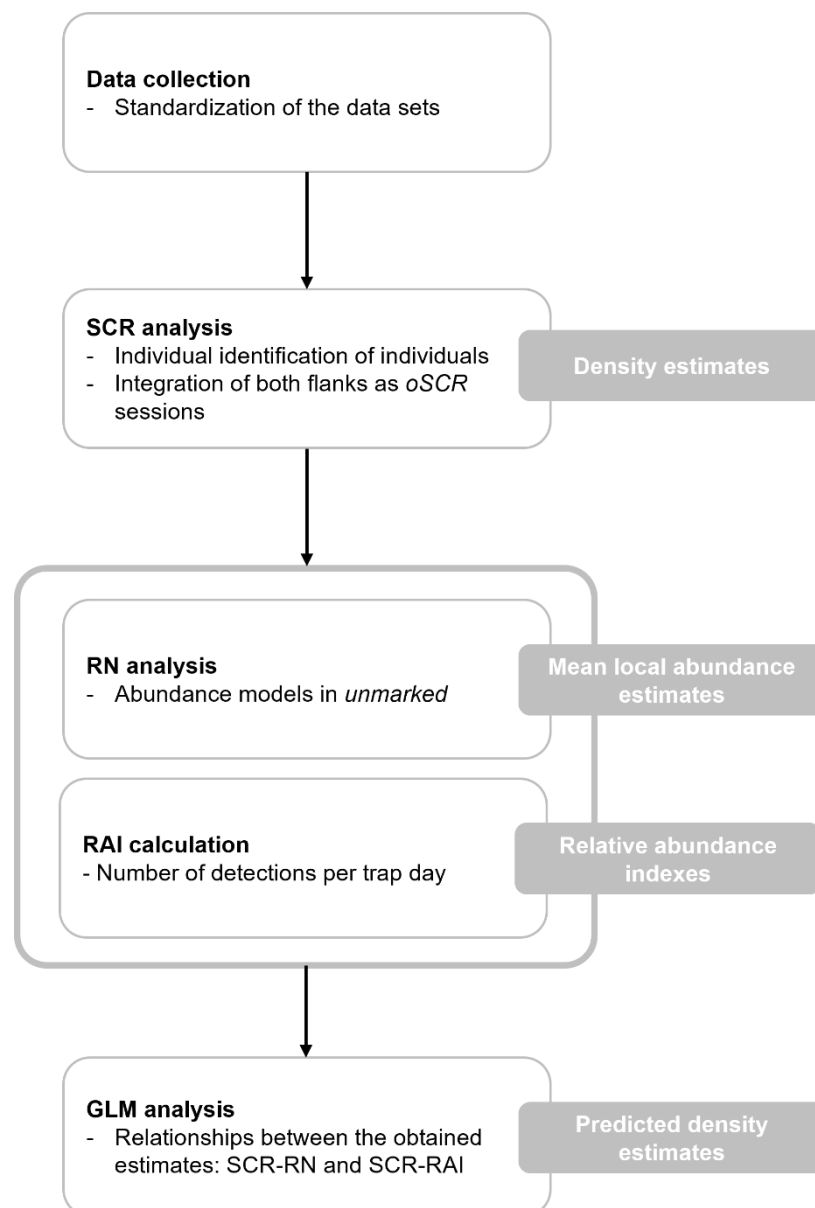 Data collection
- Standardization of the data sets
SCR analysis
- Individual identification of individuals
- Integration of both flanks as oSCR
sessions
Density estimates
RN analysis
- Abundance models in unmarked
Mean local abundance
estimates
RAI calculation
- Number of detections per trap day
Relative abundance
indexes
GLM analysis
- Relationships between the obtained
estimates: SCR-RN and SCR-RAI
Predicted density
estimates